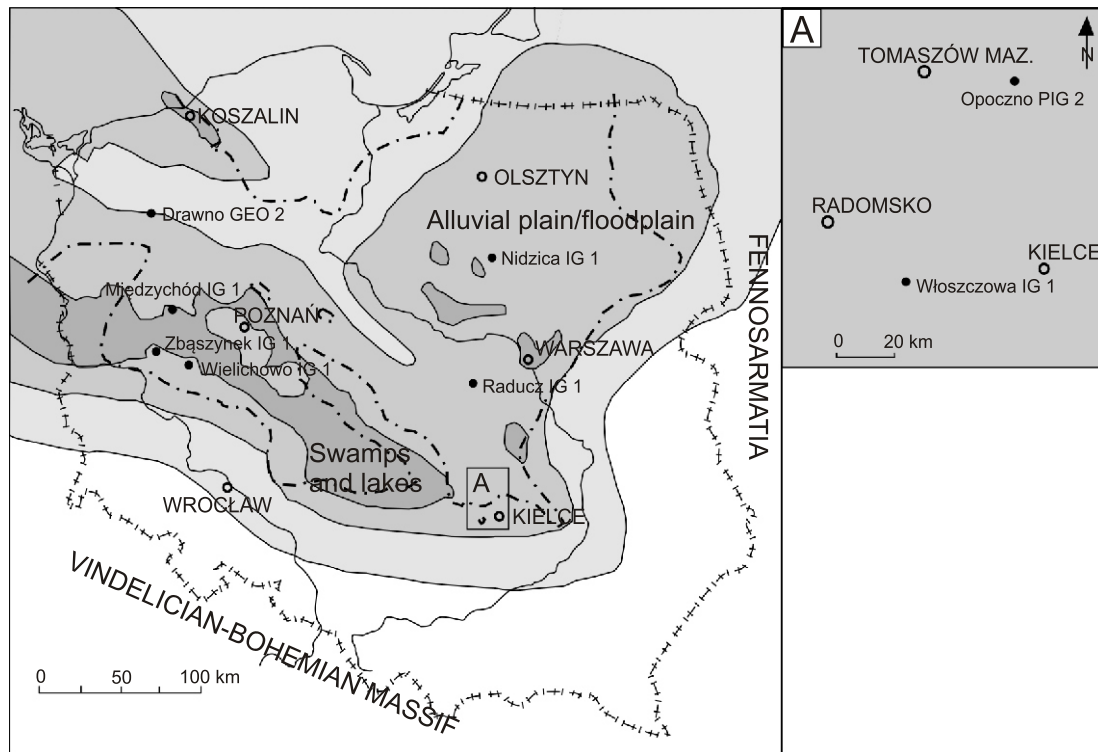 KOSZALIN
OLSZTYN
Drawno GEO 2
Alluvial plain/floodplain
Nidzica IG 1
Międzychód IG 1
POZNAŃ
Zbąszynek IG 1
Wielichowo IG 1
WARSZAWA
Raducz IG 1
Swamps
and lakes
A
WROCŁAW
KIELCE
FENNOSARMATIA
VINDELICIAN-BOHEMIAN MASSIF
0 50 100 km
A
N
TOMASZÓW MAZ.
Opoczno PIG 2
RADOMSKO
KIELCE
Włoszczowa IG 1
0 20 km